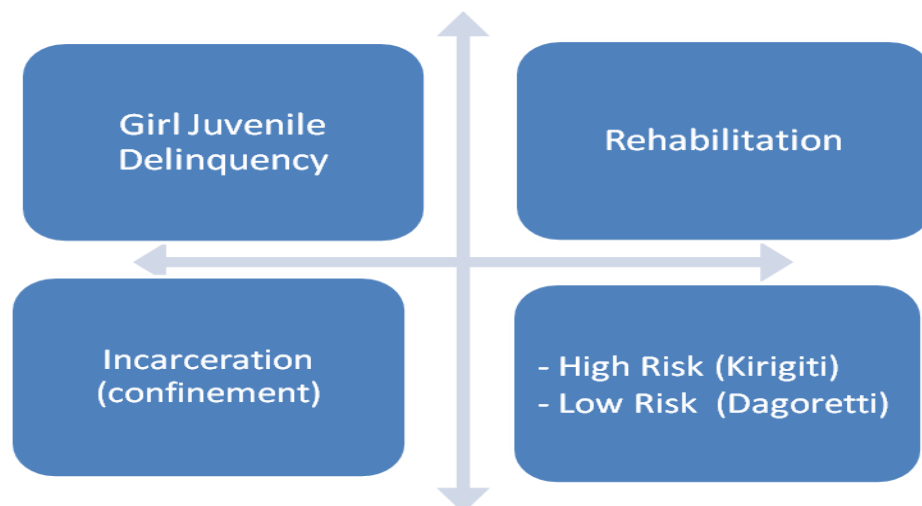 Girl Juvenile
Delinquency
Rehabilitation
Incarceration
(confinement)
- High Risk (Kirigiti)
- Low Risk  (Dagoretti)